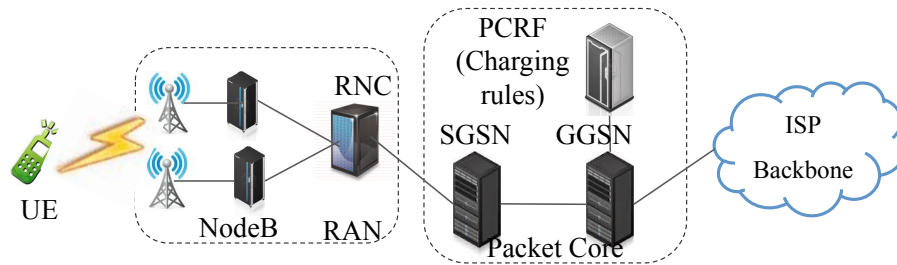 UE
NodeB
RNC
RAN
PCRF
(Charging
rules)
SGSN
GGSN
Packet Core
ISP
Backbone